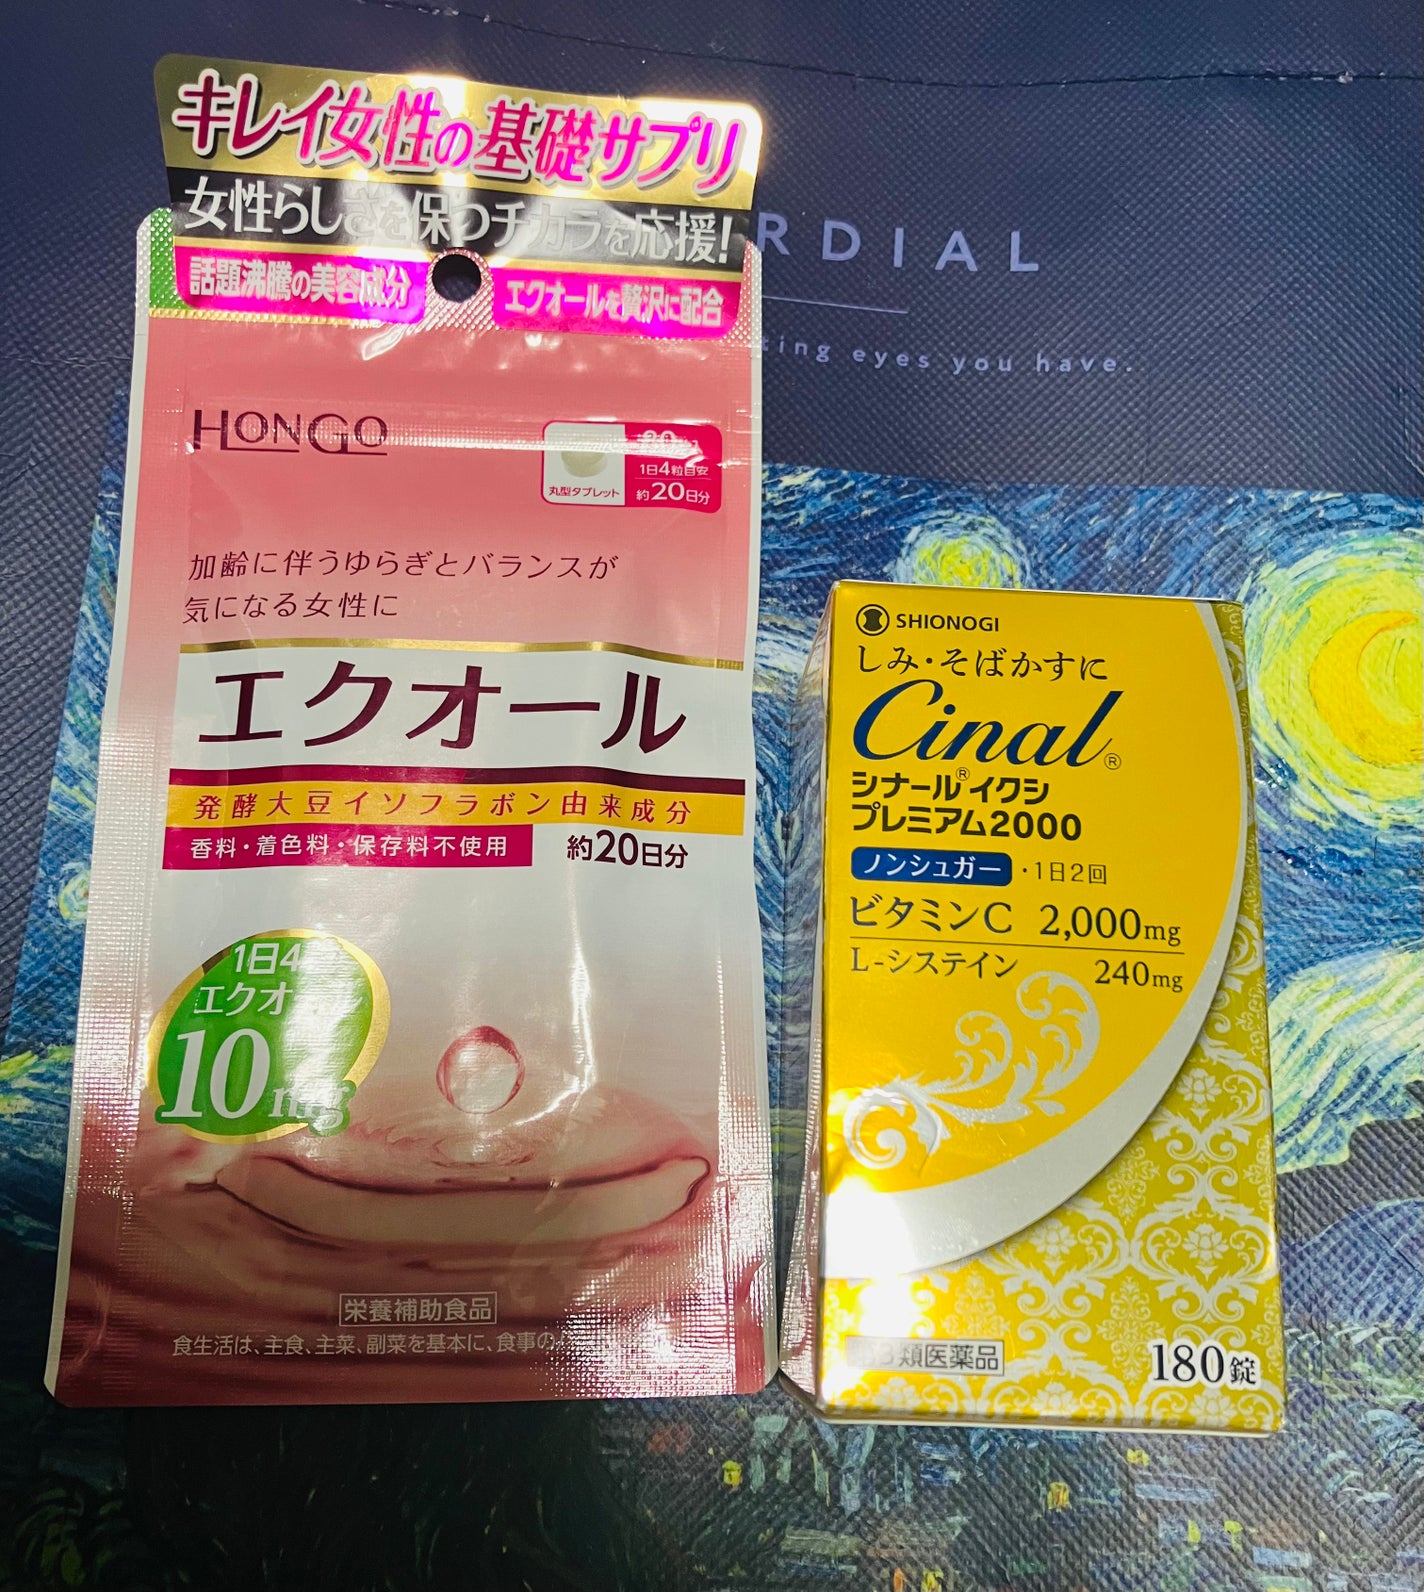 キレイ女性の基礎サプリ
女性らしさを保つチカラを応援!
話題沸騰の美容成分
エクオールを贅沢に配合
RDIAL
ting eyes you have.
HONGO
丸型タブレット
1日4粒目安
約20日分
加齢に伴うゆらぎとバランスが
気になる女性に
エクオール
発酵大豆イソフラボン由来成分
香料・着色料・保存料不使用
約20日分
1日4
エクオール
10mg
栄養補助食品
食生活は、主食、主菜、副菜を基本に、食事の
SHIONOGI
しみ・そばかすに
Cinal®
シナール®イクシ
プレミアム2000
ノンシュガー ・1日2回
ビタミンC 2,000mg
L-システイン 240mg
第3類医薬品
180錠